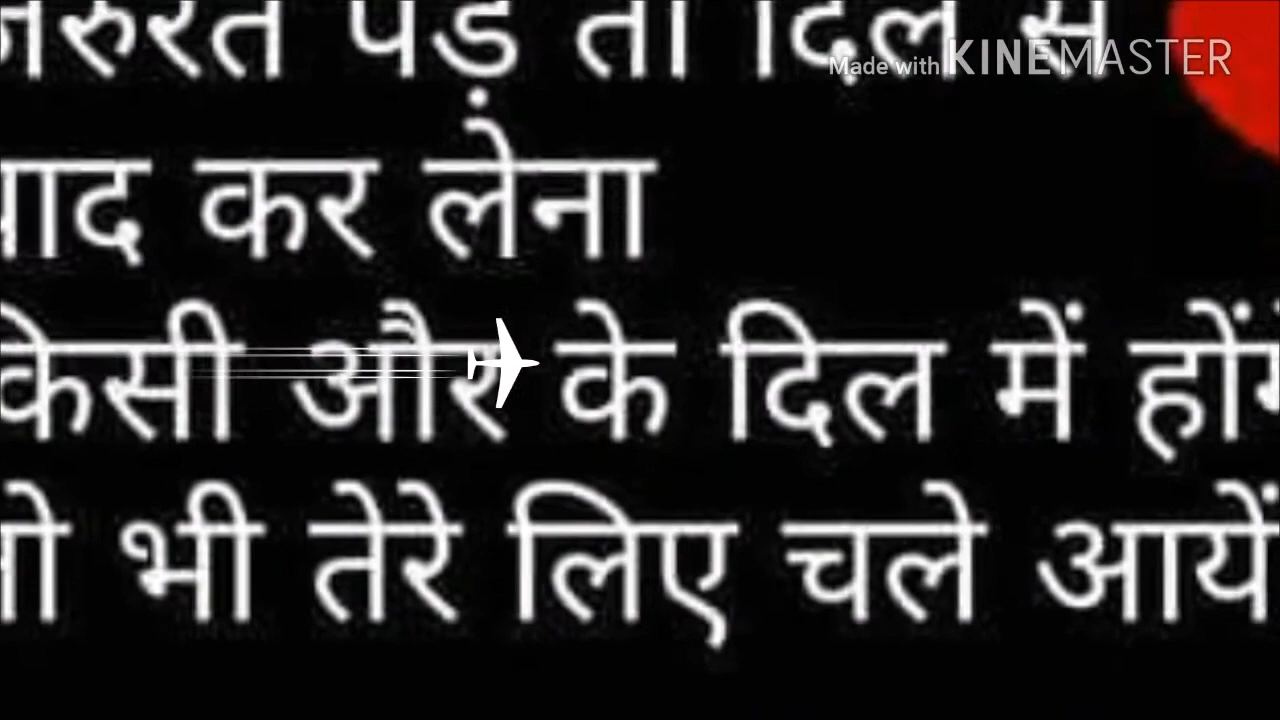 जरुरत पड़े तो दिल से
Made with KINEMASTER
याद कर लेना
किसी और के दिल में होंगे
तो भी तेरे लिए चले आयें